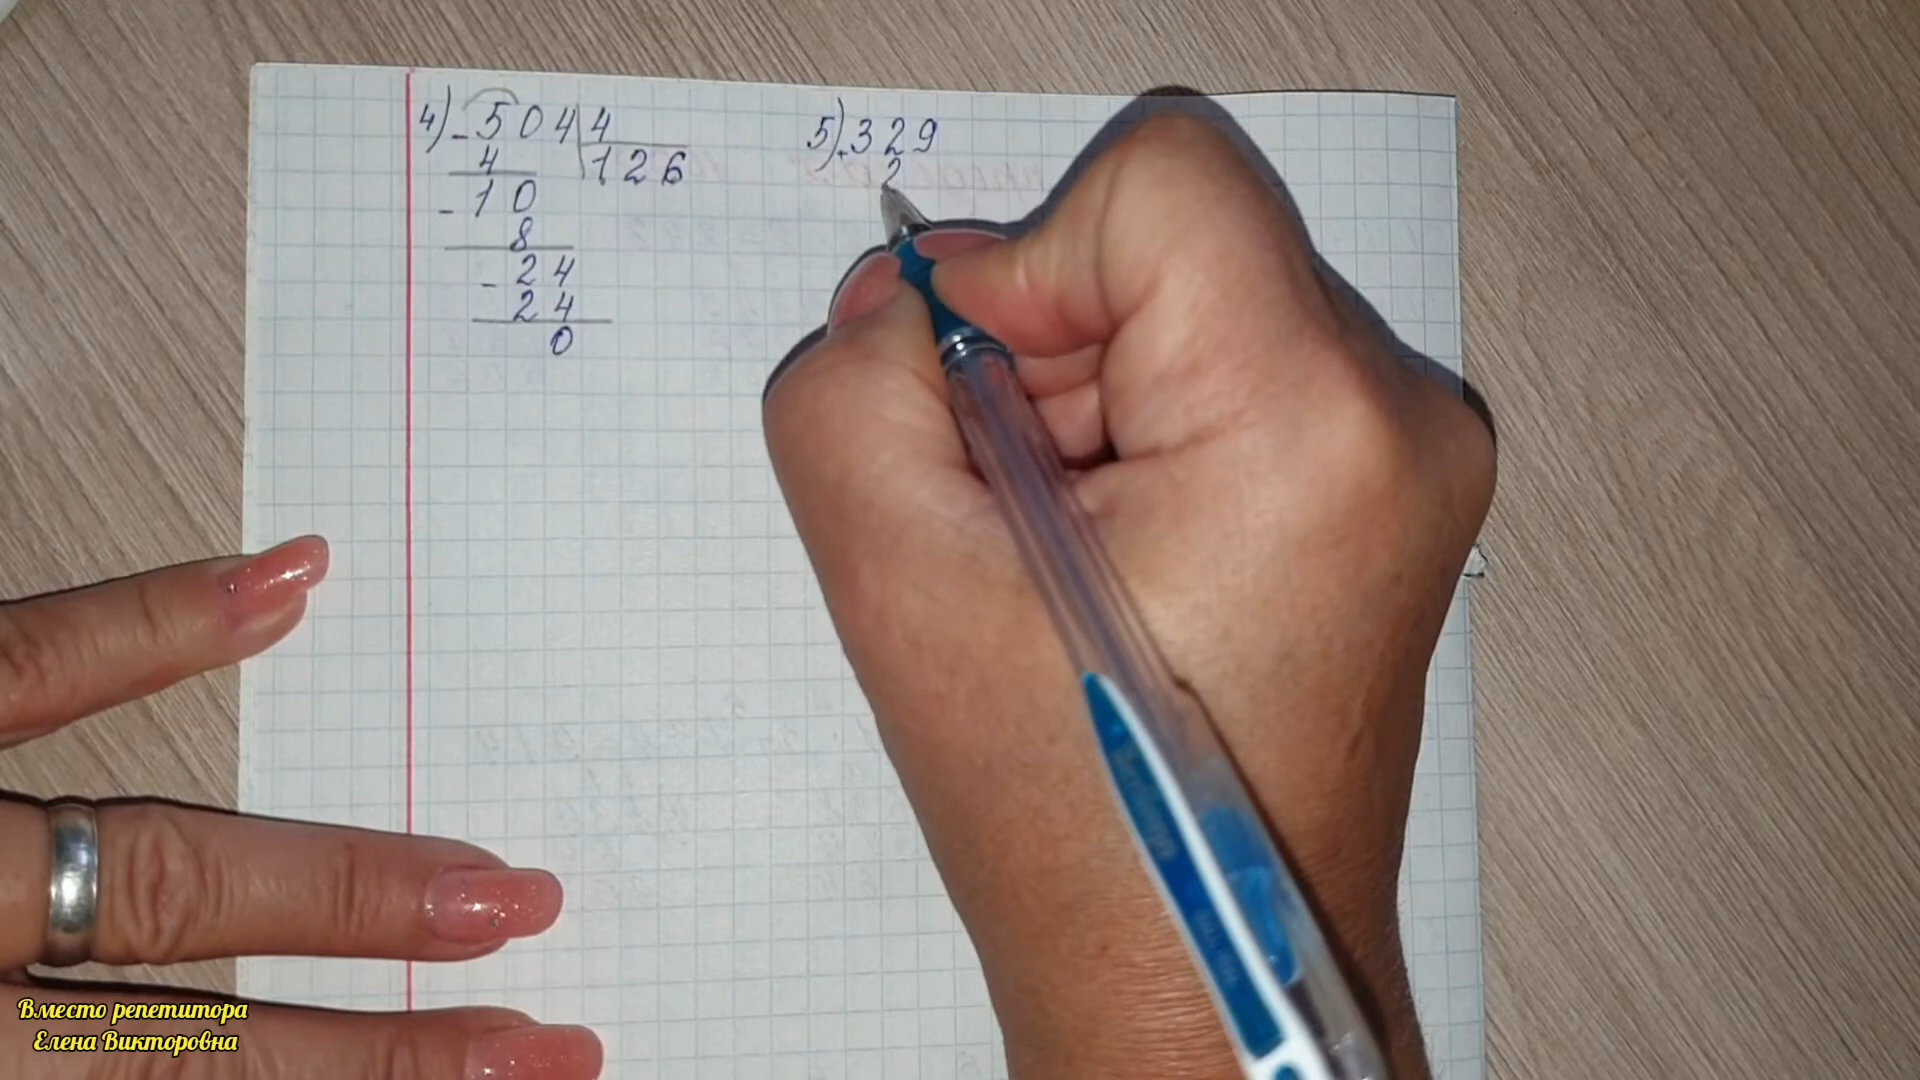 4) - 504 | 4
4 | 126
- 10
8
- 24
24
0
5) + 329
2
Вместо репетитора
Елена Викторовна